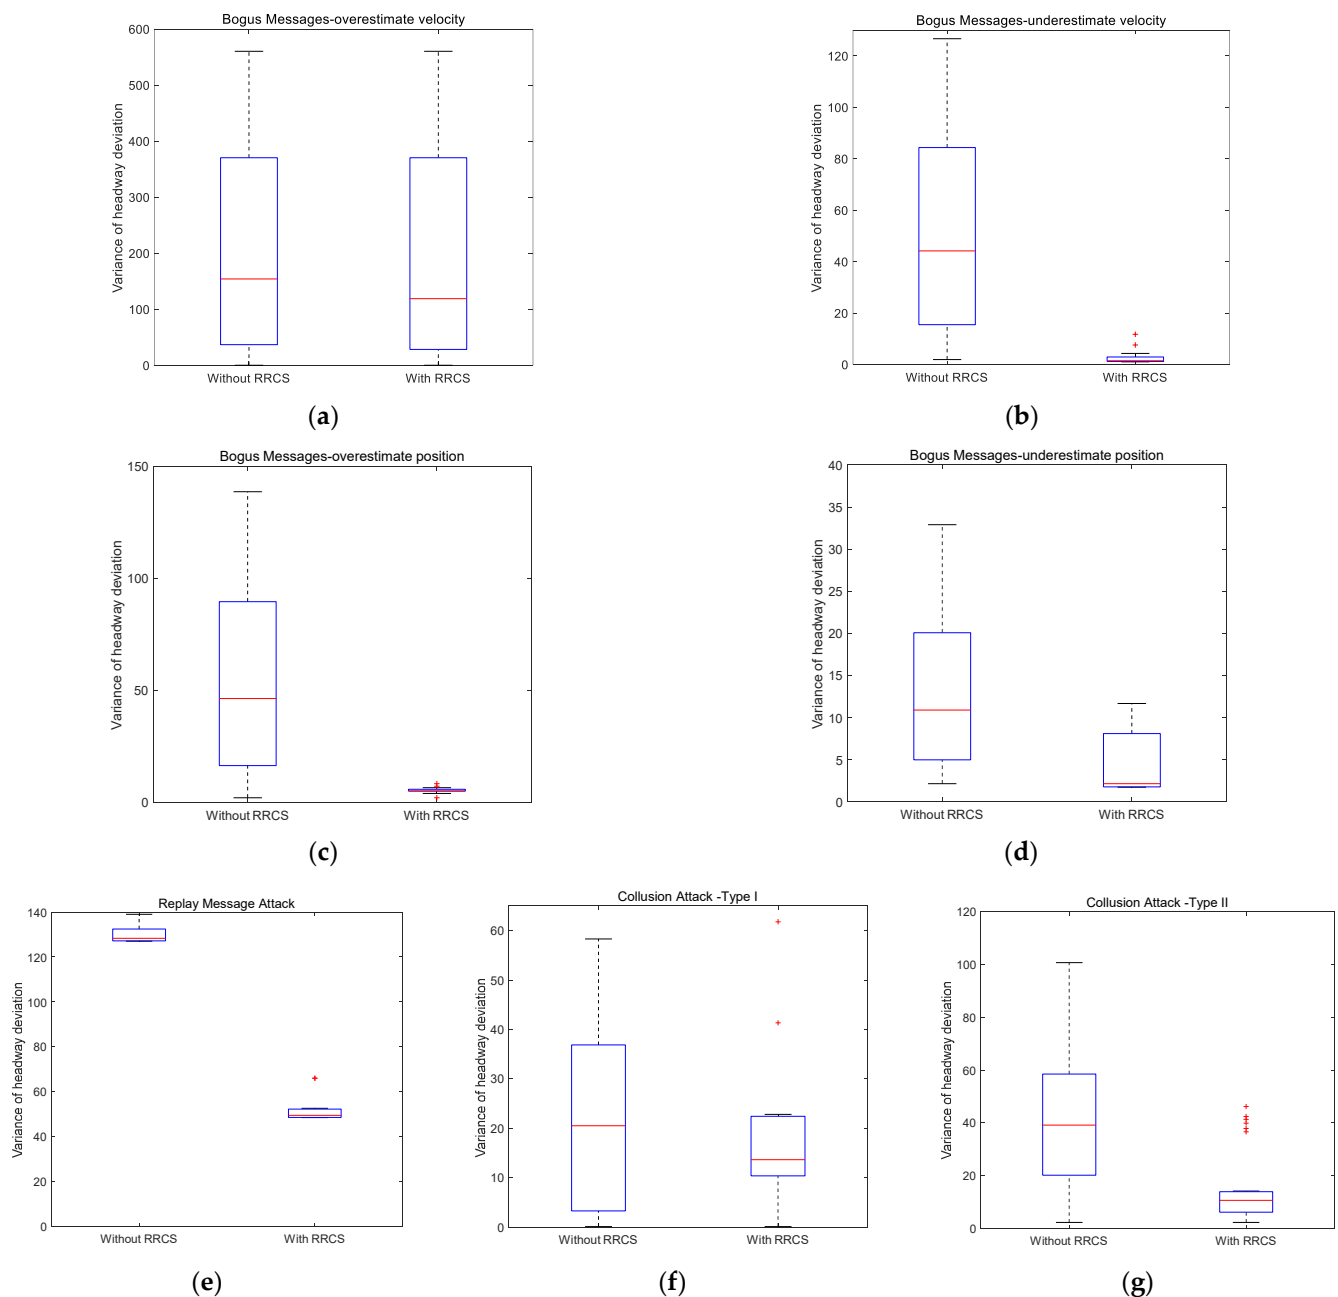 Bogus Messages-overestimate velocity
600
500
400
300
200
100
0
Variance of headway deviation
Without RRCS
With RRCS
(a)
Bogus Messages-underestimate velocity
120
100
80
60
40
20
0
Variance of headway deviation
Without RRCS
With RRCS
(b)
Bogus Messages-overestimate position
150
100
50
0
Variance of headway deviation
Without RRCS
With RRCS
(c)
Bogus Messages-underestimate position
40
35
30
25
20
15
10
5
0
Variance of headway deviation
Without RRCS
With RRCS
(d)
Replay Message Attack
140
120
100
80
60
40
20
0
Variance of headway deviation
Without RRCS
With RRCS
(e)
Collusion Attack -Type I
60
50
40
30
20
10
0
Variance of headway deviation
Without RRCS
With RRCS
(f)
Collusion Attack -Type II
120
100
80
60
40
20
0
Variance of headway deviation
Without RRCS
With RRCS
(g)